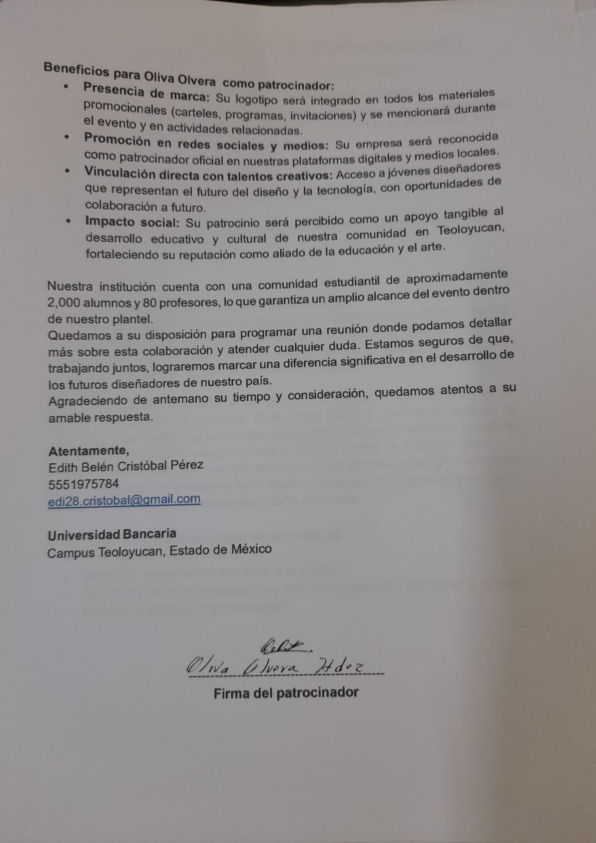 Beneficios para Oliva Olvera como patrocinador:
• Presencia de marca: Su logotipo será integrado en todos los materiales
promocionales (carteles, programas, invitaciones) y se mencionará durante
el evento y en actividades relacionadas.
• Promoción en redes sociales y medios: Su empresa será reconocida
como patrocinador oficial en nuestras plataformas digitales y medios locales.
• Vinculación directa con talentos creativos: Acceso a jóvenes diseñadores
que representan el futuro del diseño y la tecnología, con oportunidades de
colaboración a futuro.
• Impacto social: Su patrocinio será percibido como un apoyo tangible al
desarrollo educativo y cultural de nuestra comunidad en Teoloyucan,
fortaleciendo su reputación como aliado de la educación y el arte.
Nuestra institución cuenta con una comunidad estudiantil de aproximadamente
2,000 alumnos y 80 profesores, lo que garantiza un amplio alcance del evento dentro
de nuestro plantel.
Quedamos a su disposición para programar una reunión donde podamos detallar
más sobre esta colaboración y atender cualquier duda. Estamos seguros de que,
trabajando juntos, lograremos marcar una diferencia significativa en el desarrollo de
los futuros diseñadores de nuestro país.
Agradeciendo de antemano su tiempo y consideración, quedamos atentos a su
amable respuesta.
Atentamente,
Edith Belén Cristóbal Pérez
5551975784
edi28.cristobal@gmail.com
Universidad Bancaria
Campus Teoloyucan, Estado de México
Oliva Olvera Hdez
Firma del patrocinador